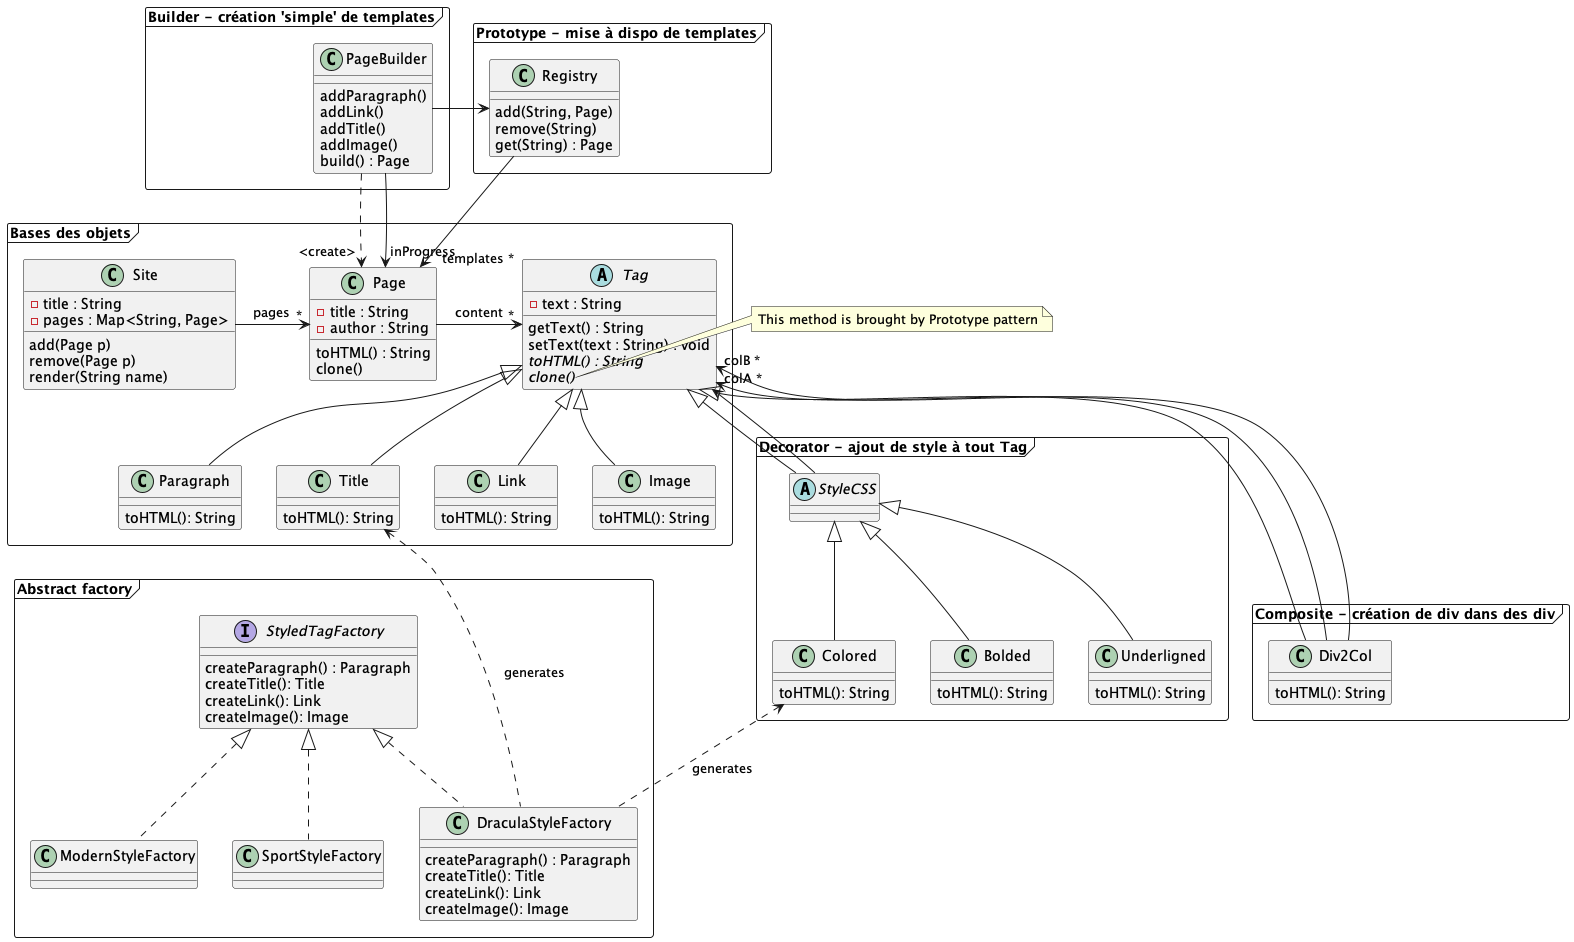 Builder - création 'simple' de templates
C PageBuilder
addParagraph()
addLink()
addTitle()
addImage()
build() : Page
Prototype - mise à dispo de templates
C Registry
add(String, Page)
remove(String)
get(String) : Page
Bases des objets
<create>
inProgress
templates *
C Site
title : String
pages : Map<String, Page>
add(Page p)
remove(Page p)
render(String name)
pages *
C Page
title : String
author : String
toHTML() : String
clone()
content *
A Tag
text : String
getText() : String
setText(text : String) : void
toHTML() : String
clone()
This method is brought by Prototype pattern
colB *
colA *
C Paragraph
toHTML(): String
C Title
toHTML(): String
C Link
toHTML(): String
C Image
toHTML(): String
Decorator - ajout de style à tout Tag
A StyleCSS
C Colored
toHTML(): String
C Bolded
toHTML(): String
C Underligned
toHTML(): String
Composite - création de div dans des div
C Div2Col
toHTML(): String
Abstract factory
I StyledTagFactory
createParagraph() : Paragraph
createTitle(): Title
createLink(): Link
createImage(): Image
generates
generates
C ModernStyleFactory
C SportStyleFactory
C DraculaStyleFactory
createParagraph() : Paragraph
createTitle(): Title
createLink(): Link
createImage(): Image